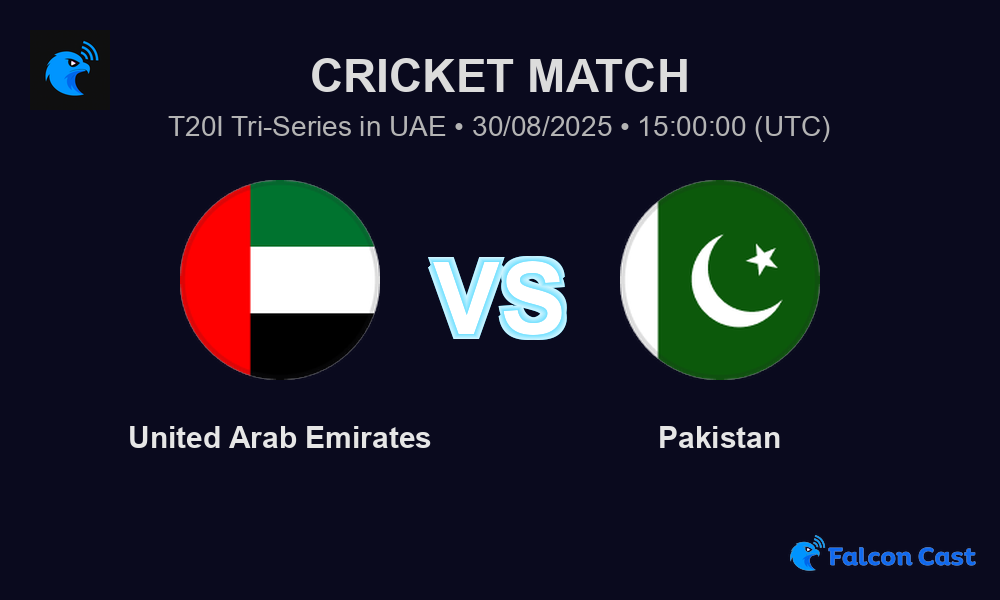 CRICKET MATCH
T20I Tri-Series in UAE • 30/08/2025 • 15:00:00 (UTC)
VS
United Arab Emirates
Pakistan
Falcon Cast